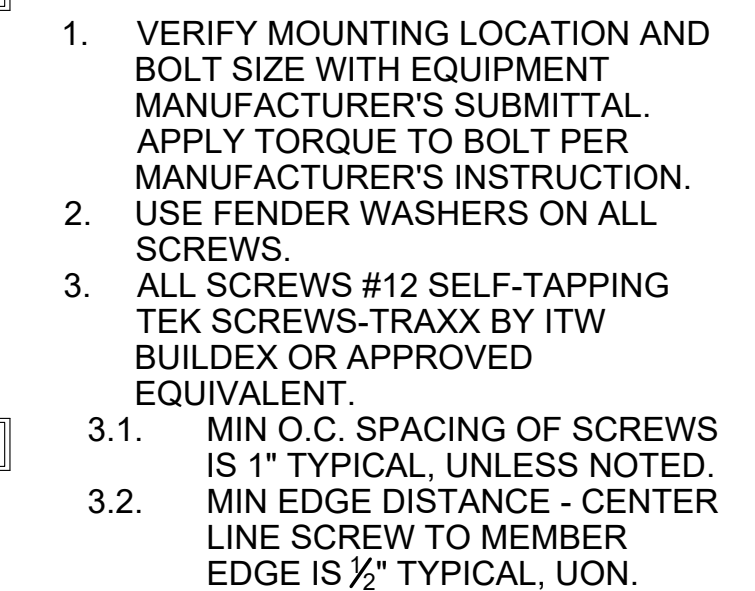 1. VERIFY MOUNTING LOCATION AND
BOLT SIZE WITH EQUIPMENT
MANUFACTURER'S SUBMITTAL.
APPLY TORQUE TO BOLT PER
MANUFACTURER'S INSTRUCTION.
2. USE FENDER WASHERS ON ALL
SCREWS.
3. ALL SCREWS #12 SELF-TAPPING
TEK SCREWS-TRAXX BY ITW
BUILDEX OR APPROVED
EQUIVALENT.
3.1. MIN O.C. SPACING OF SCREWS
IS 1" TYPICAL, UNLESS NOTED.
3.2. MIN EDGE DISTANCE - CENTER
LINE SCREW TO MEMBER
EDGE IS ½" TYPICAL, UON.